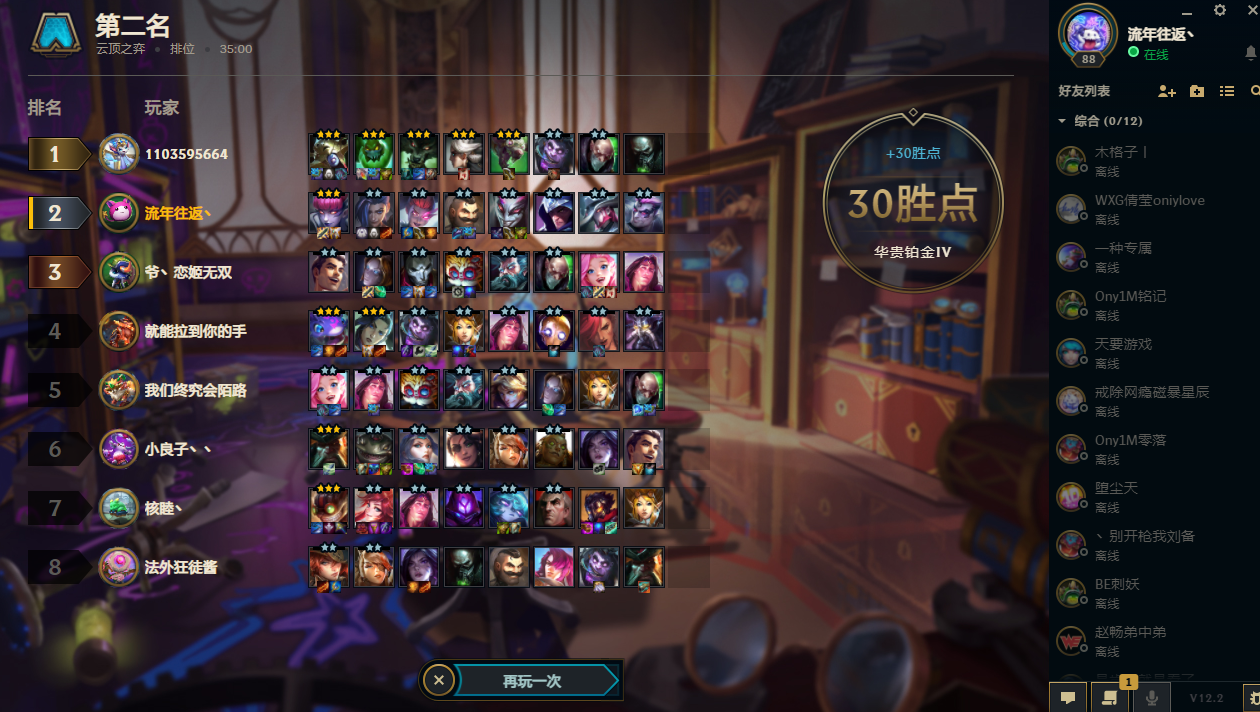 第二名
云顶之弈 • 排位 • 35:00
排名 玩家
1 1103595664
2 流年往返丶
3 爷丶恋姬无双
4 就能拉到你的手
5 我们终究会陌路
6 小良子丶丶
7 核睦丶
8 法外狂徒酱
+30胜点
30胜点
华贵铂金IV
再玩一次
流年往返丶
88
在线
好友列表
综合 (0/12)
木格子丨
离线
WXG倩莹oniylove
离线
一种专属
离线
Ony1M铭记
离线
天要游戏
离线
戒除网瘾磁暴星辰
离线
Ony1M零落
离线
堕尘天
离线
丶别开枪我刘备
离线
BE刺妖
离线
赵畅弟中弟
离线
1
V12.2